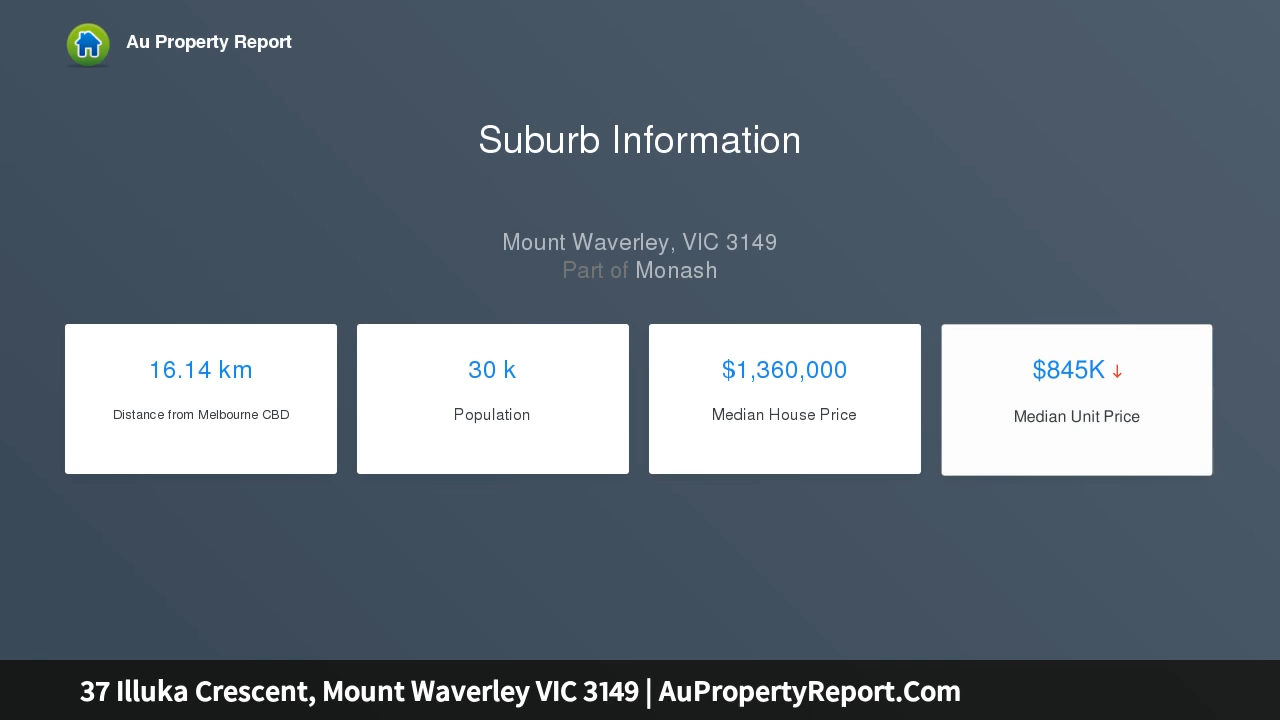 Au Property Report
Suburb Information
Mount Waverley, VIC 3149
Part of Monash
16.14 km
Distance from Melbourne CBD
30 k
Population
$1,360,000
Median House Price
$845K ↓
Median Unit Price
37 Illuka Crescent, Mount Waverley VIC 3149 | AuPropertyReport.Com